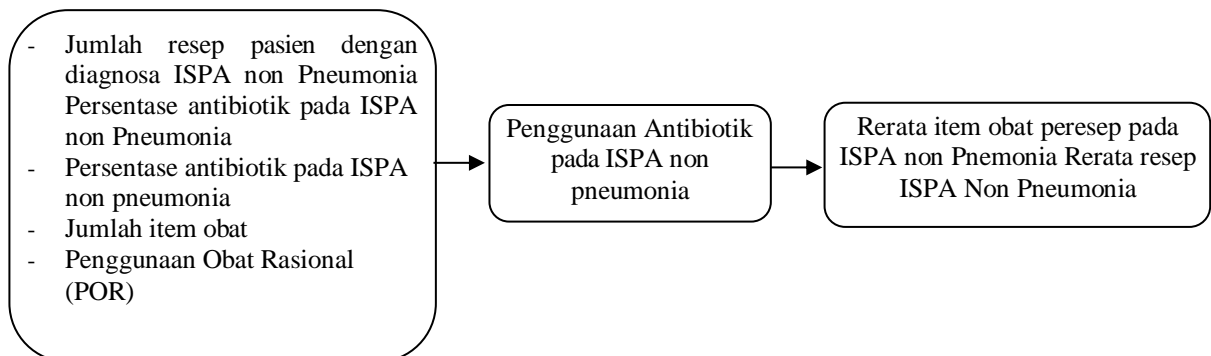 - Jumlah resep pasien dengan
diagnosa ISPA non Pneumonia
Persentase antibiotik pada ISPA
non Pneumonia
- Persentase antibiotik pada ISPA
non pneumonia
- Jumlah item obat
- Penggunaan Obat Rasional
(POR)
Penggunaan Antibiotik
pada ISPA non
pneumonia
Rerata item obat peresep pada
ISPA non Pnemonia Rerata resep
ISPA Non Pneumonia